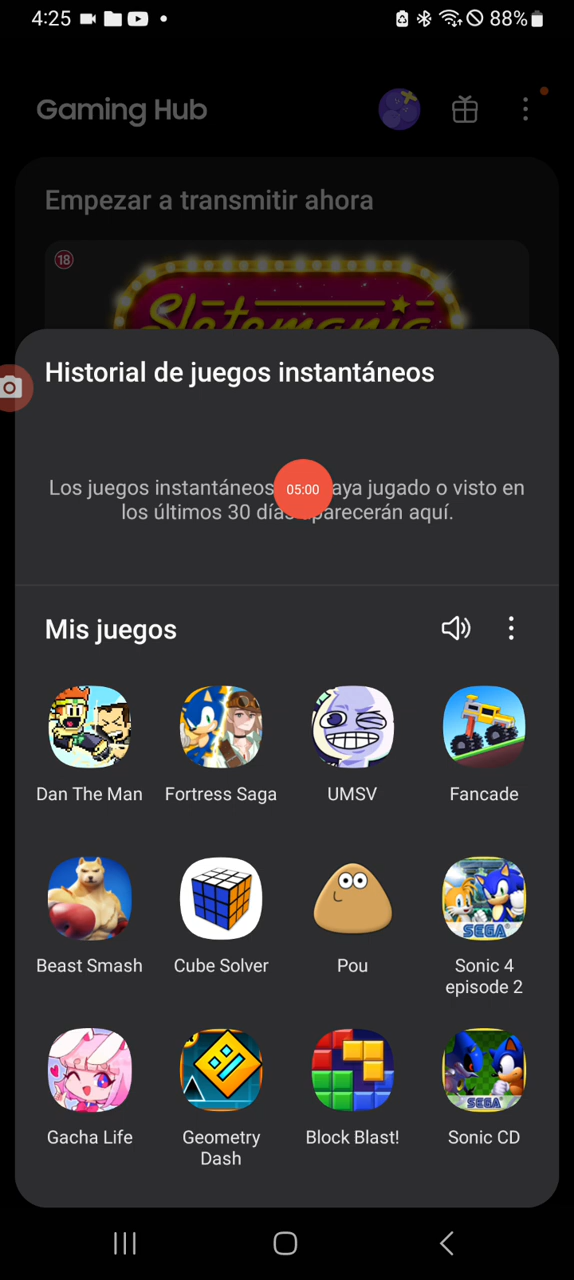 4:25
88%
Gaming Hub
Empezar a transmitir ahora
18
Slotomania
Historial de juegos instantáneos
Los juegos instantáneos 05:00 aya jugado o visto en
los últimos 30 días aparecerán aquí.
Mis juegos
Dan The Man
Fortress Saga
UMSV
Fancade
Beast Smash
Cube Solver
Pou
SEGA
Sonic 4
episode 2
Gacha Life
Geometry
Dash
Block Blast!
SEGA
Sonic CD